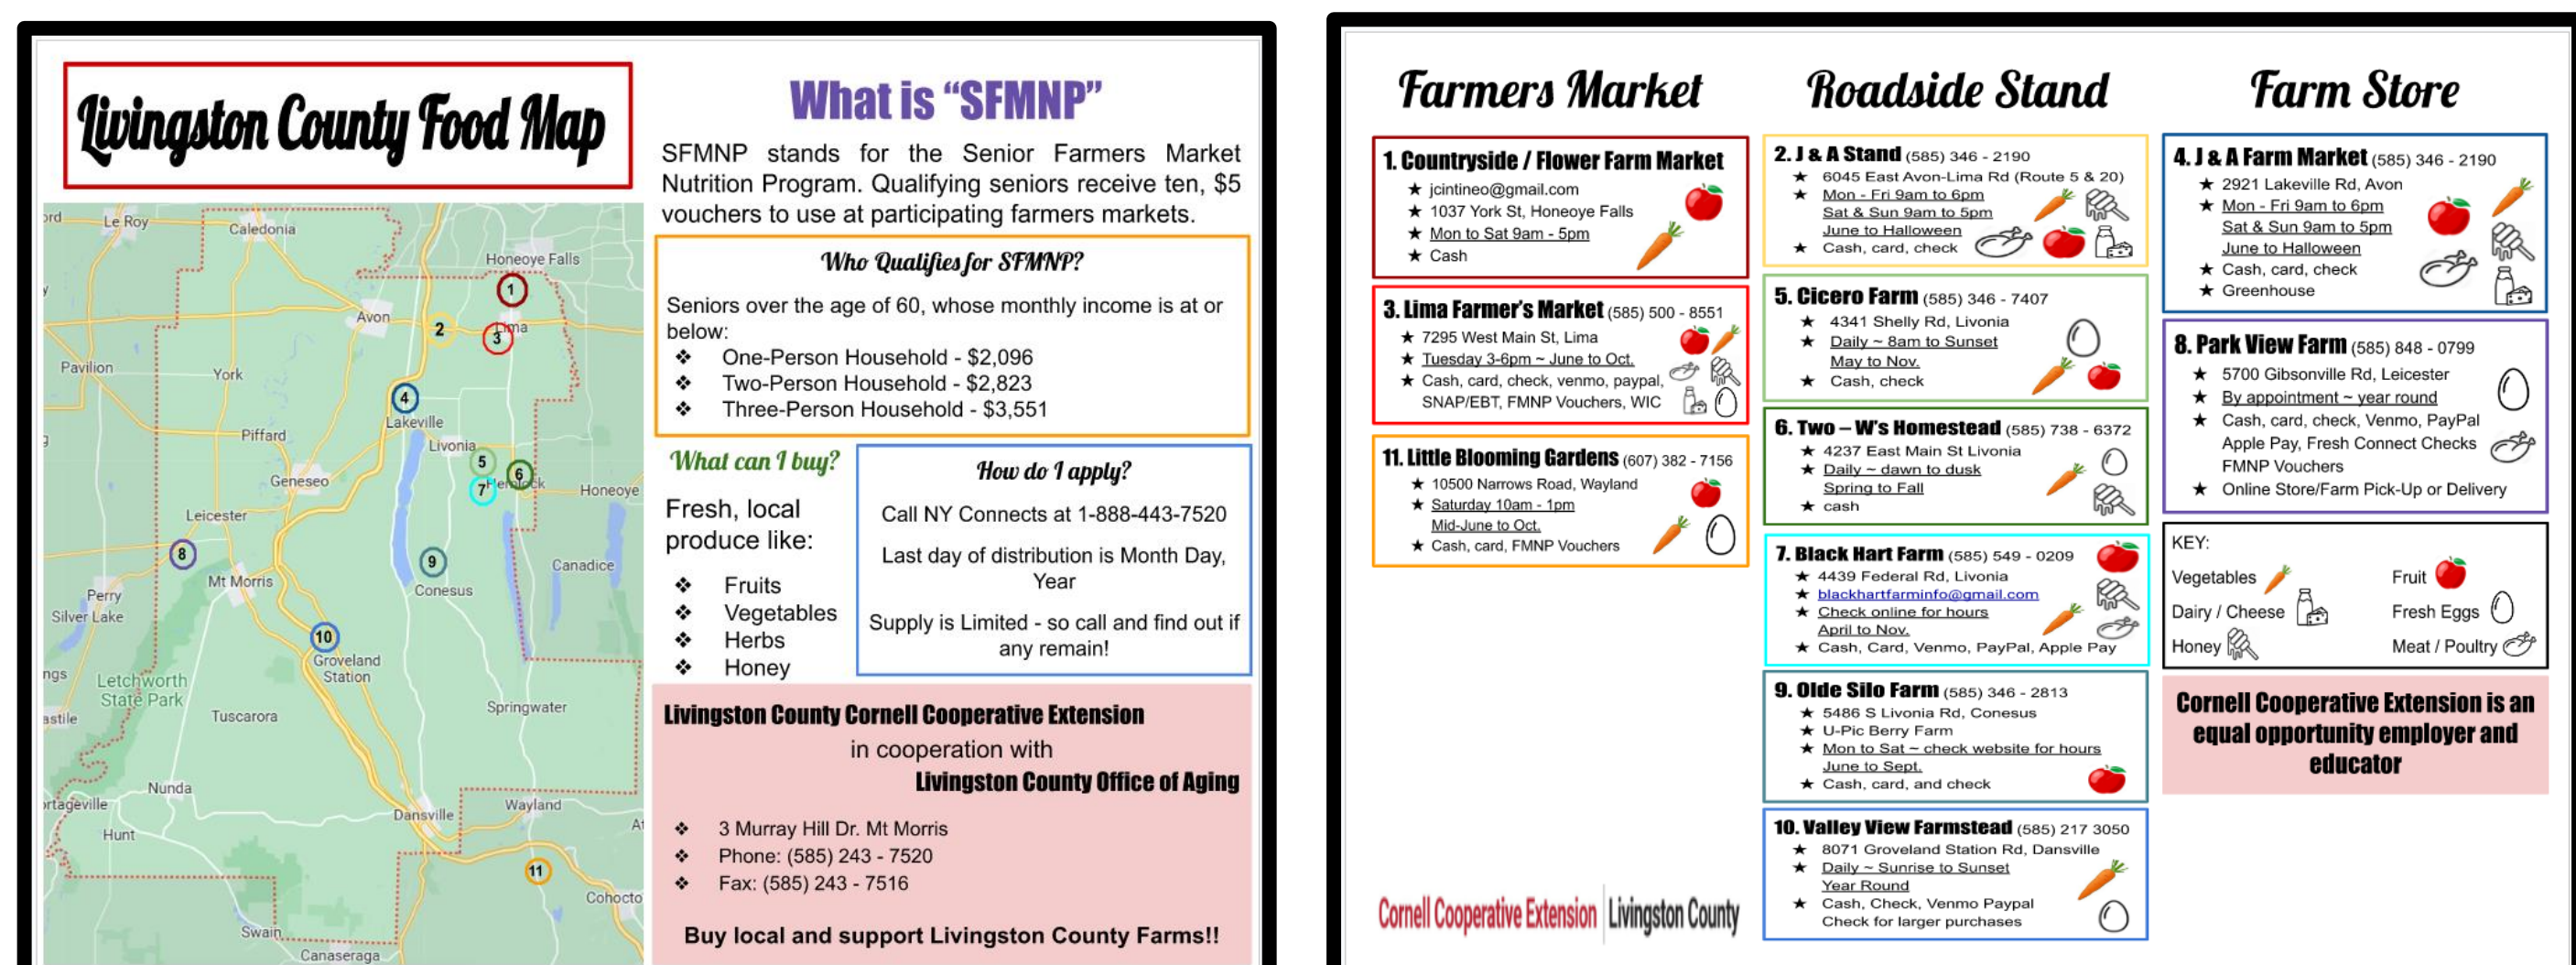 Livingston County Food Map
ord
Le Roy
Caledonia
Honeoye Falls
1
y
Avon
2
Lima
3
Pavilion
York
4
Lakeville
Piffard
Livonia
g
5
6
Geneseo
7
Hemlock
Honeoye
Leicester
8
9
Canadice
Mt Morris
Conesus
Perry
Silver Lake
10
Groveland
Station
ngs
Letchworth
State Park
Springwater
astile
Tuscarora
Nunda
Wayland
ortageville
Dansville
At
Hunt
11
Cohocto
Swain
Canaseraga
What is “SFMNP”
SFMNP stands for the Senior Farmers Market
Nutrition Program. Qualifying seniors receive ten, $5
vouchers to use at participating farmers markets.
Who Qualifies for SFMNP?
Seniors over the age of 60, whose monthly income is at or
below:
❖ One-Person Household - $2,096
❖ Two-Person Household - $2,823
❖ Three-Person Household - $3,551
What can I buy?
Fresh, local
produce like:
❖ Fruits
❖ Vegetables
❖ Herbs
❖ Honey
How do I apply?
Call NY Connects at 1-888-443-7520
Last day of distribution is Month Day,
Year
Supply is Limited - so call and find out if
any remain!
Livingston County Cornell Cooperative Extension
in cooperation with
Livingston County Office of Aging
❖ 3 Murray Hill Dr. Mt Morris
❖ Phone: (585) 243 - 7520
❖ Fax: (585) 243 - 7516
Buy local and support Livingston County Farms!!
Farmers Market
1. Countryside / Flower Farm Market
★ jcintineo@gmail.com
★ 1037 York St, Honeoye Falls
★ Mon to Sat 9am - 5pm
★ Cash
3. Lima Farmer's Market (585) 500 - 8551
★ 7295 West Main St, Lima
★ Tuesday 3-6pm ~ June to Oct.
★ Cash, card, check, venmo, paypal,
SNAP/EBT, FMNP Vouchers, WIC
11. Little Blooming Gardens (607) 382 - 7156
★ 10500 Narrows Road, Wayland
★ Saturday 10am - 1pm
Mid-June to Oct.
★ Cash, card, FMNP Vouchers
Cornell Cooperative Extension | Livingston County
Roadside Stand
2. J & A Stand (585) 346 - 2190
★ 6045 East Avon-Lima Rd (Route 5 & 20)
★ Mon - Fri 9am to 6pm
Sat & Sun 9am to 5pm
June to Halloween
★ Cash, card, check
5. Cicero Farm (585) 346 - 7407
★ 4341 Shelly Rd, Livonia
★ Daily ~ 8am to Sunset
May to Nov.
★ Cash, check
6. Two – W's Homestead (585) 738 - 6372
★ 4237 East Main St Livonia
★ Daily ~ dawn to dusk
Spring to Fall
★ cash
7. Black Hart Farm (585) 549 - 0209
★ 4439 Federal Rd, Livonia
★ blackhartfarminfo@gmail.com
★ Check online for hours
April to Nov.
★ Cash, Card, Venmo, PayPal, Apple Pay
9. Olde Silo Farm (585) 346 - 2813
★ 5486 S Livonia Rd, Conesus
★ U-Pic Berry Farm
★ Mon to Sat ~ check website for hours
June to Sept.
★ Cash, card, and check
10. Valley View Farmstead (585) 217 3050
★ 8071 Groveland Station Rd, Dansville
★ Daily ~ Sunrise to Sunset
Year Round
★ Cash, Check, Venmo Paypal
Check for larger purchases
Farm Store
4. J & A Farm Market (585) 346 - 2190
★ 2921 Lakeville Rd, Avon
★ Mon - Fri 9am to 6pm
Sat & Sun 9am to 5pm
June to Halloween
★ Cash, card, check
★ Greenhouse
8. Park View Farm (585) 848 - 0799
★ 5700 Gibsonville Rd, Leicester
★ By appointment ~ year round
★ Cash, card, check, Venmo, PayPal
Apple Pay, Fresh Connect Checks
FMNP Vouchers
★ Online Store/Farm Pick-Up or Delivery
KEY:
Vegetables
Fruit
Dairy / Cheese
Fresh Eggs
Honey
Meat / Poultry
Cornell Cooperative Extension is an
equal opportunity employer and
educator